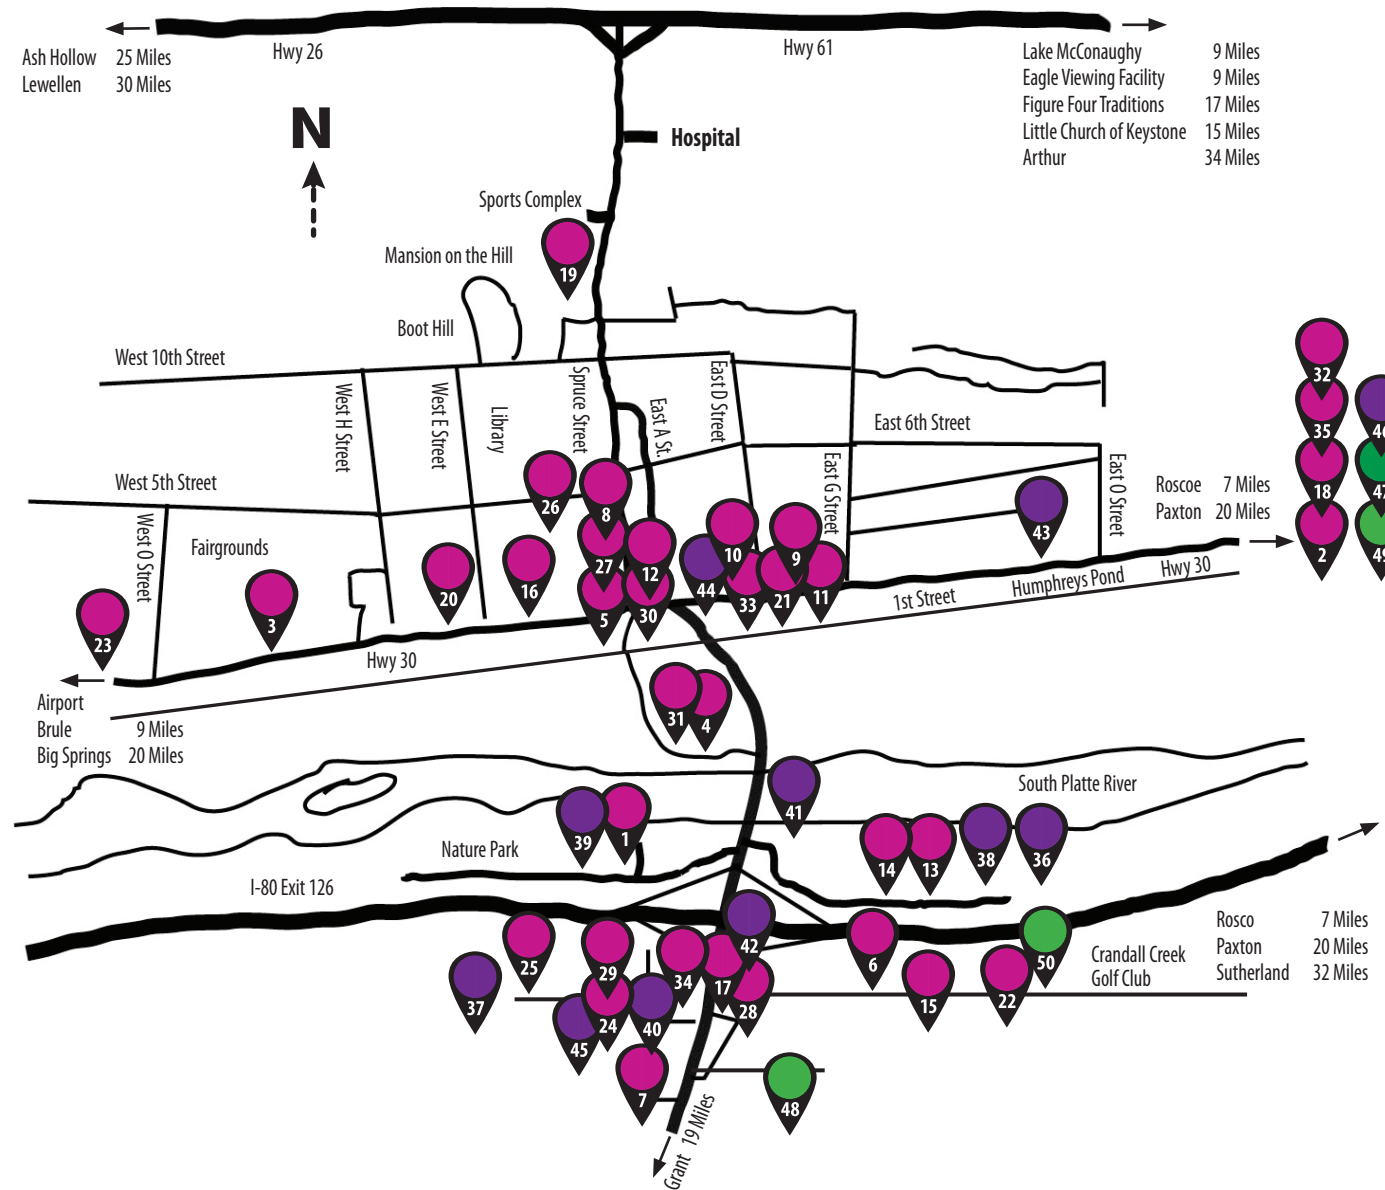 Hwy 26
Hwy 61
Ash Hollow 25 Miles
Lewellen 30 Miles
Lake McConaughy 9 Miles
Eagle Viewing Facility 9 Miles
Figure Four Traditions 17 Miles
Little Church of Keystone 15 Miles
Arthur 34 Miles
N
Hospital
Sports Complex
19
Mansion on the Hill
Boot Hill
West 10th Street
West H Street
West E Street
Library
Spruce Street
East A St.
East D Street
East 6th Street
East G Street
East O Street
West 5th Street
West O Street
Fairgrounds
32
35
46
18
47
2
49
Roscoe 7 Miles
Paxton 20 Miles
26
8
43
10
9
27
12
44
33
21
11
20
16
5
30
3
23
1st Street
Humphreys Pond
Hwy 30
Hwy 30
Airport
Brule 9 Miles
Big Springs 20 Miles
31
4
41
South Platte River
39
1
14
13
38
36
Nature Park
I-80 Exit 126
42
25
29
34
17
28
6
15
22
50
Crandall Creek
Golf Club
Rosco 7 Miles
Paxton 20 Miles
Sutherland 32 Miles
37
45
24
40
7
48
Grant 19 Miles